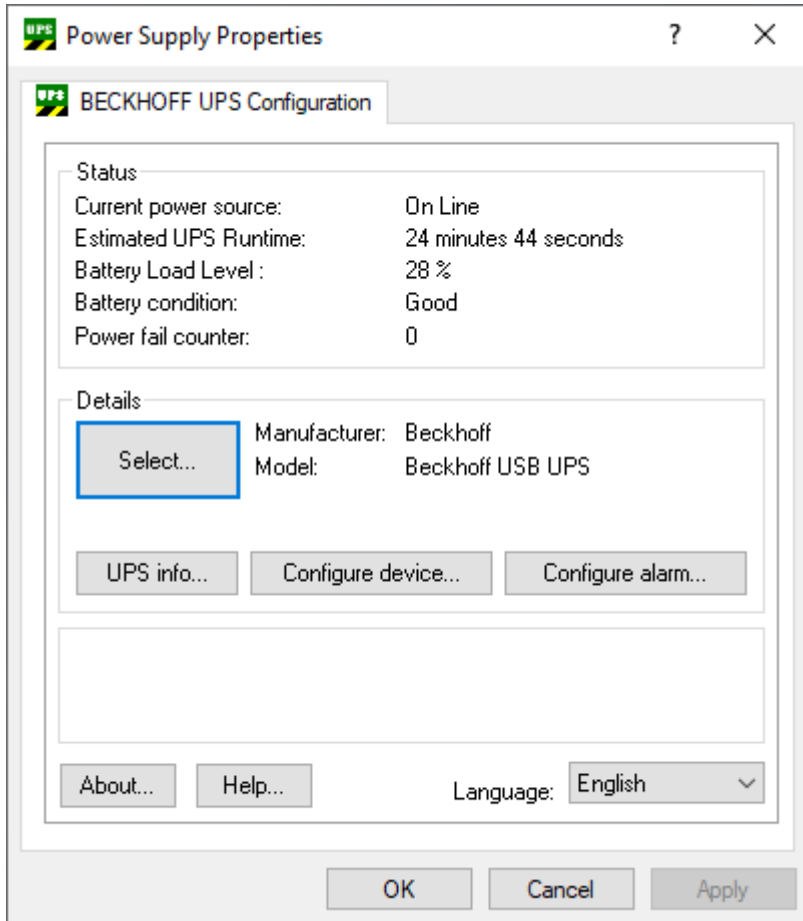 UPS Power Supply Properties ? X
UPS BECKHOFF UPS Configuration
Status
Current power source: On Line
Estimated UPS Runtime: 24 minutes 44 seconds
Battery Load Level : 28 %
Battery condition: Good
Power fail counter: 0
Details
Select... Manufacturer: Beckhoff
Model: Beckhoff USB UPS
UPS info... Configure device... Configure alarm...
About... Help... Language: English
OK Cancel Apply